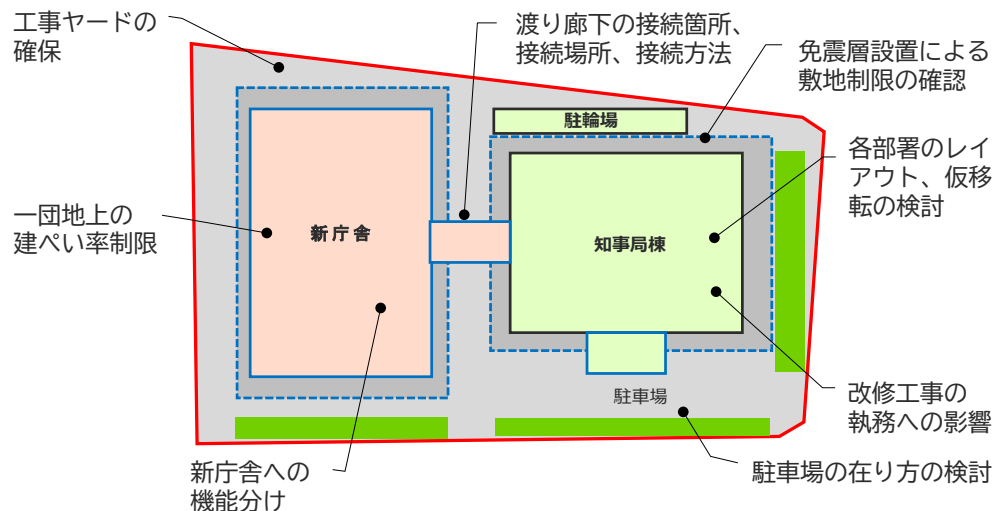 工事ヤードの
確保
渡り廊下の接続箇所、
接続場所、接続方法
免震層設置による
敷地制限の確認
駐輪場
各部署のレイ
アウト、仮移
転の検討
一団地上の
建ぺい率制限
新庁舎
知事局棟
改修工事の
執務への影響
駐車場
新庁舎への
機能分け
駐車場の在り方の検討